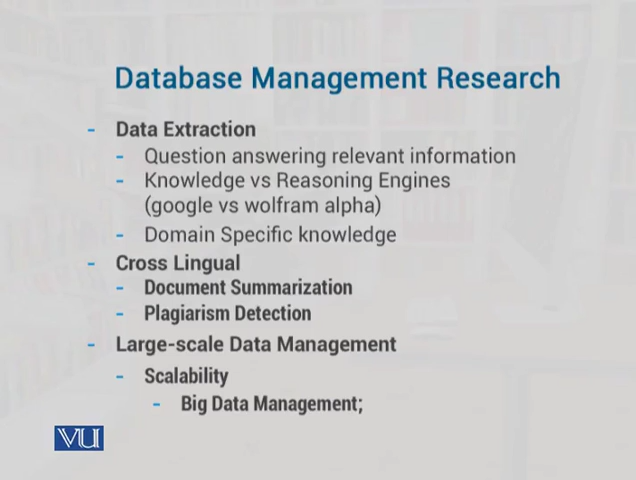 Database Management Research
- Data Extraction
- Question answering relevant information
- Knowledge vs Reasoning Engines
(google vs wolfram alpha)
- Domain Specific knowledge
- Cross Lingual
- Document Summarization
- Plagiarism Detection
- Large-scale Data Management
- Scalability
- Big Data Management;
VU